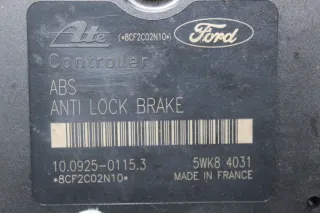 Ate (*8CF2C02N10*) Ford
Controller
ABS
ANTI LOCK BRAKE
10.0925-0115.3 5WK8 4031
*8CF2C02N10* MADE IN FRANCE